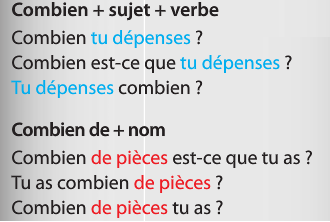 Combien + sujet + verbe
Combien tu dépenses ?
Combien est-ce que tu dépenses ?
Tu dépenses combien ?
Combien de + nom
Combien de pièces est-ce que tu as ?
Tu as combien de pièces ?
Combien de pièces tu as ?